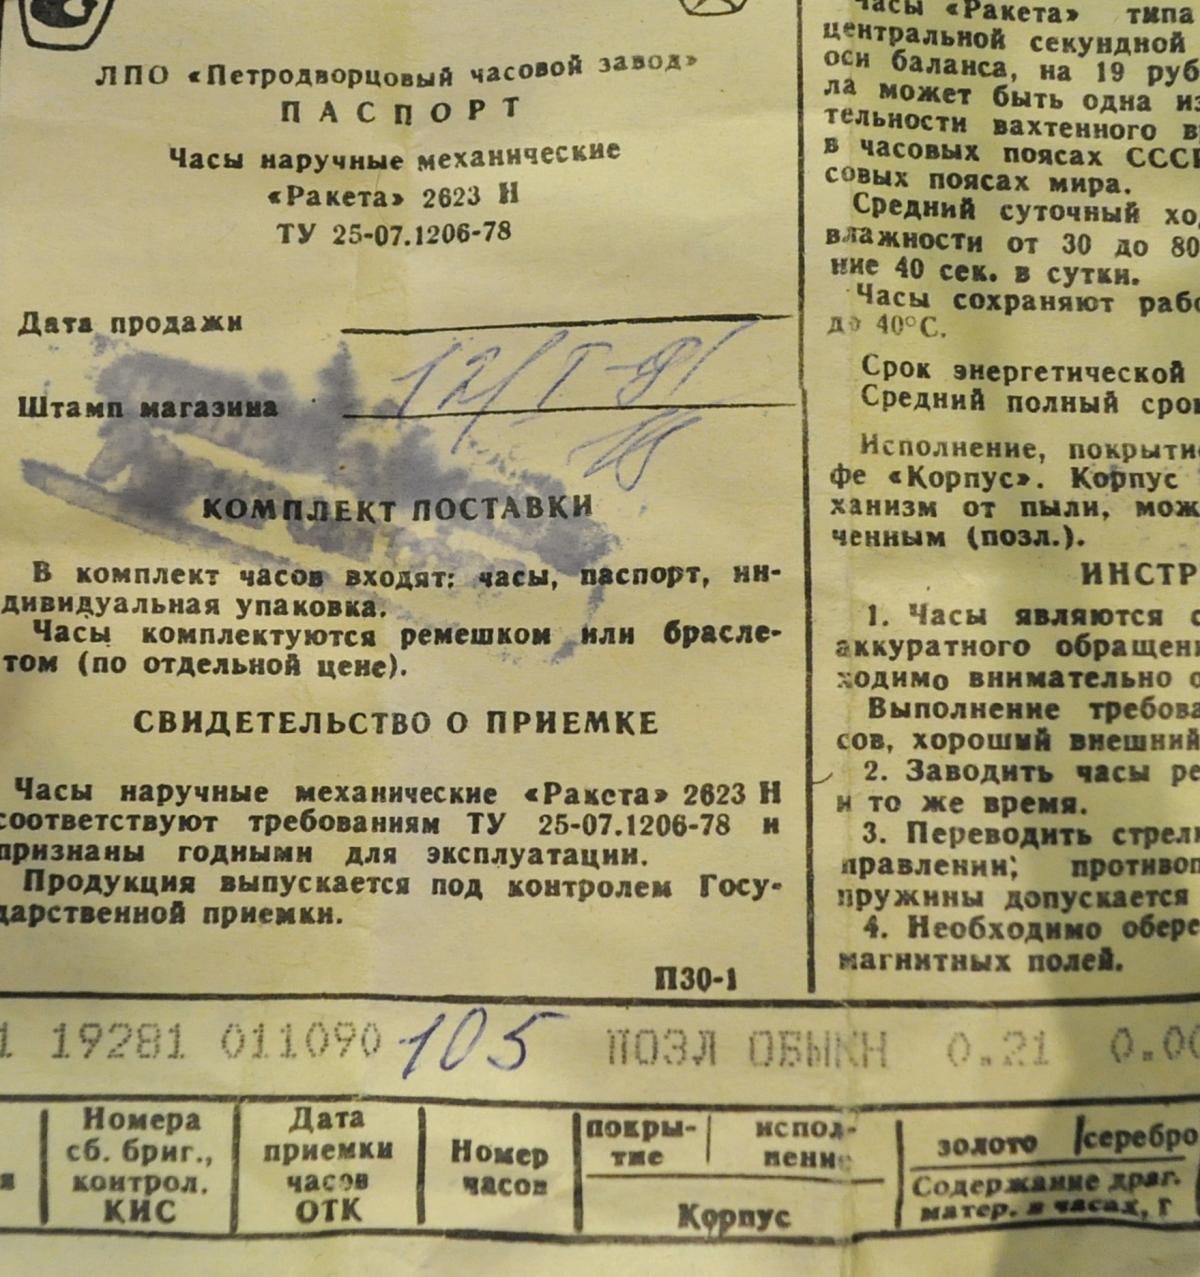 ЛПО «Петродворцовый часовой завод»
ПАСПОРТ
Часы наручные механические
«Ракета» 2623 Н
ТУ 25-07.1206-78
Дата продажи
12/I-91
Штамп магазина
КОМПЛЕКТ ПОСТАВКИ
В комплект часов входят: часы, паспорт, ин-
дивидуальная упаковка.
Часы комплектуются ремешком или брасле-
том (по отдельной цене).
СВИДЕТЕЛЬСТВО О ПРИЕМКЕ
Часы наручные механические «Ракета» 2623 Н
соответствуют требованиям ТУ 25-07.1206-78 и
признаны годными для эксплуатации.
Продукция выпускается под контролем Госу-
дарственной приемки.
П30-1
Часы «Ракета» типа
центральной секундной
оси баланса, на 19 руб
ла может быть одна из
тельности вахтенного в
в часовых поясах СССР
совых поясах мира.
Средний суточный хо
влажности от 30 до 80
ние 40 сек. в сутки.
Часы сохраняют рабо
до 40°С.
Срок энергетической
Средний полный срок
Исполнение, покрытие
фе «Корпус». Корпус
ханизм от пыли, мож
ченным (позл.).
ИНСТР
1. Часы являются с
аккуратного обращени
ходимо внимательно о
Выполнение требова
сов, хороший внешний
2. Заводить часы ре
и то же время.
3. Переводить стрелк
правлении; противоп
пружины допускается
4. Необходимо обере
магнитных полей.
1 19281 011090 105 ПОЗЛ ОБЫКН 0.21 0.00
Номера сб. бриг., контрол. КИС
Дата приемки часов ОТК
Номер часов
покры-тие
испол-нение
Корпус
золото
серебро
Содержание драг. матер. в часах, г